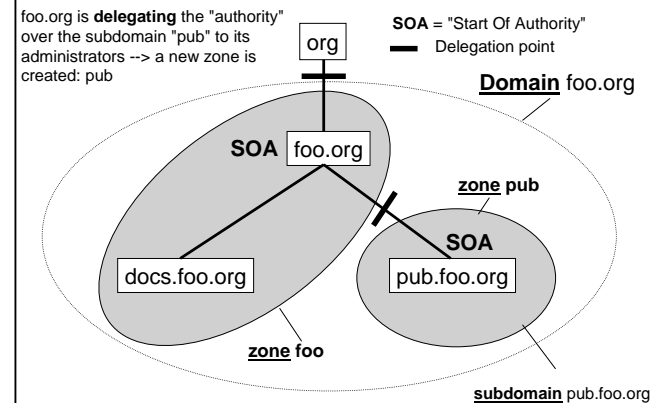 foo.org is delegating the "authority"
over the subdomain "pub" to its
administrators --> a new zone is
created: pub
SOA = "Start Of Authority"
Delegation point
org
Domain foo.org
SOA foo.org
zone pub
SOA
docs.foo.org
pub.foo.org
zone foo
subdomain pub.foo.org